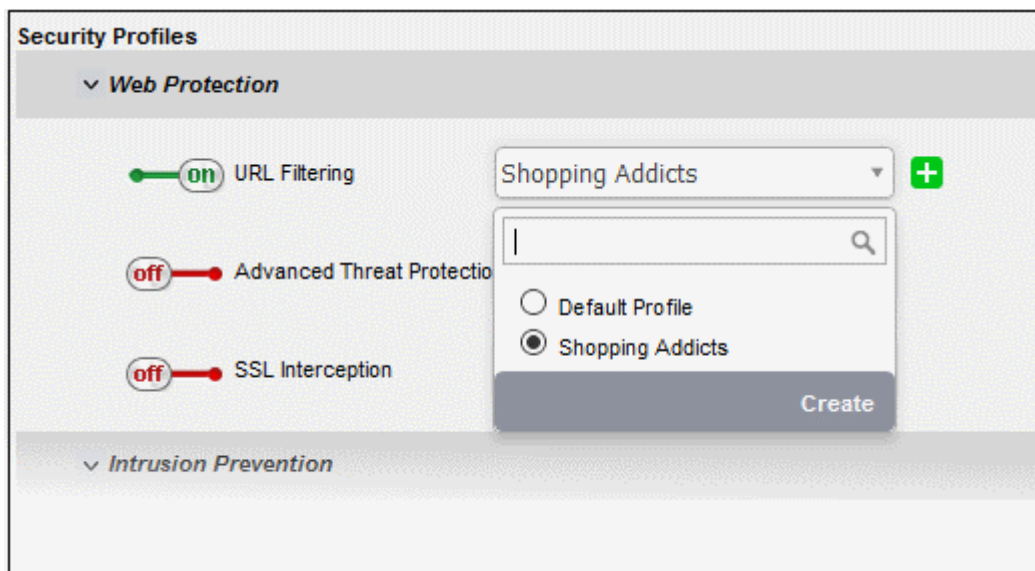 Security Profiles
Web Protection
on URL Filtering Shopping Addicts
off Advanced Threat Protectio
Default Profile
Shopping Addicts
off SSL Interception
Create
Intrusion Prevention